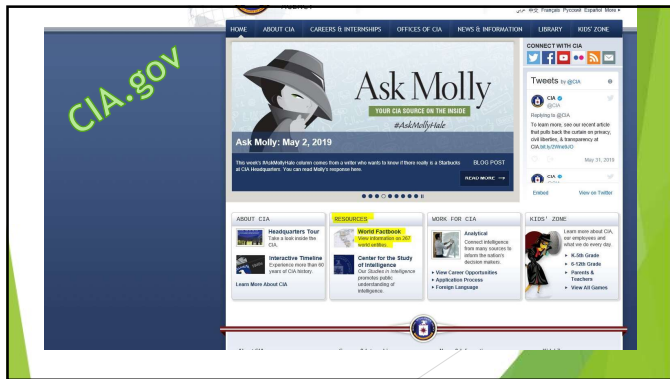 عربي 中文 Français Русский Español More
HOME ABOUT CIA CAREERS & INTERNSHIPS OFFICES OF CIA NEWS & INFORMATION LIBRARY KIDS' ZONE
CIA.gov
Ask Molly
YOUR CIA SOURCE ON THE INSIDE
#AskMollyHale
Ask Molly: May 2, 2019
This week's #AskMollyHale column comes from a writer who wants to know if there really is a Starbucks
at CIA Headquarters. You can read Molly's response here.
BLOG POST
READ MORE
CONNECT WITH CIA
Tweets by @CIA
CIA
@CIA
Replying to @CIA
To learn more, see our recent article
that pulls back the curtain on privacy,
civil liberties, & transparency at
May 31, 2019
CIA
Embed View on Twitter
ABOUT CIA
Headquarters Tour
Take a look inside the
CIA.
Interactive Timeline
Experience more than 60
years of CIA history.
Learn More About CIA
RESOURCES
World Factbook
View information on 267
world entities.
Center for the Study
of Intelligence
Our Studies in Intelligence
promotes public
understanding of
intelligence.
WORK FOR CIA
Analytical
Connect intelligence
from many sources to
inform the nation's
decision makers.
View Career Opportunities
Application Process
Foreign Language
KIDS' ZONE
Learn more about CIA,
our employees and
what we do every day.
K-5th Grade
6-12th Grade
Parents &
Teachers
View All Games